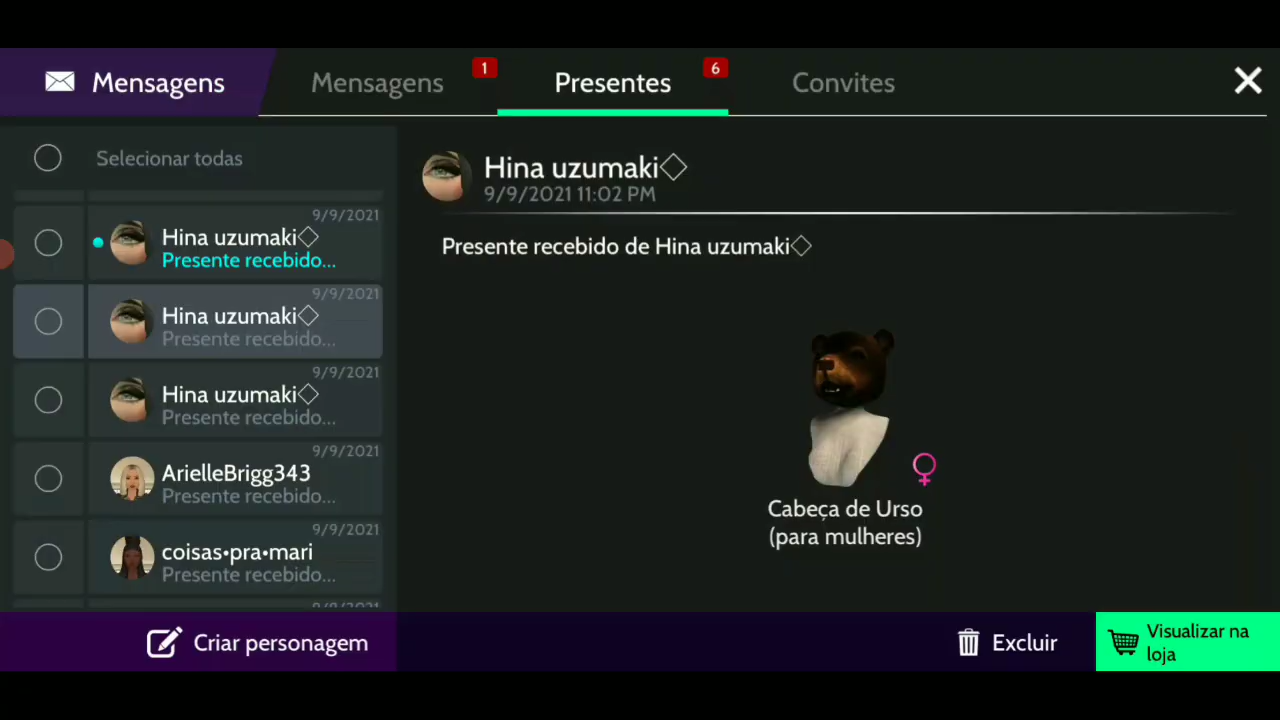 Mensagens
Mensagens
1
Presentes
6
Convites
Selecionar todas
9/9/2021
Hina uzumaki◇
Presente recebido...
9/9/2021
Hina uzumaki◇
Presente recebido...
9/9/2021
Hina uzumaki◇
Presente recebido...
9/9/2021
ArielleBrigg343
Presente recebido...
9/9/2021
coisas•pra•mari
Presente recebido...
Hina uzumaki◇
9/9/2021 11:02 PM
Presente recebido de Hina uzumaki◇
Cabeça de Urso
(para mulheres)
Criar personagem
Excluir
Visualizar na
loja